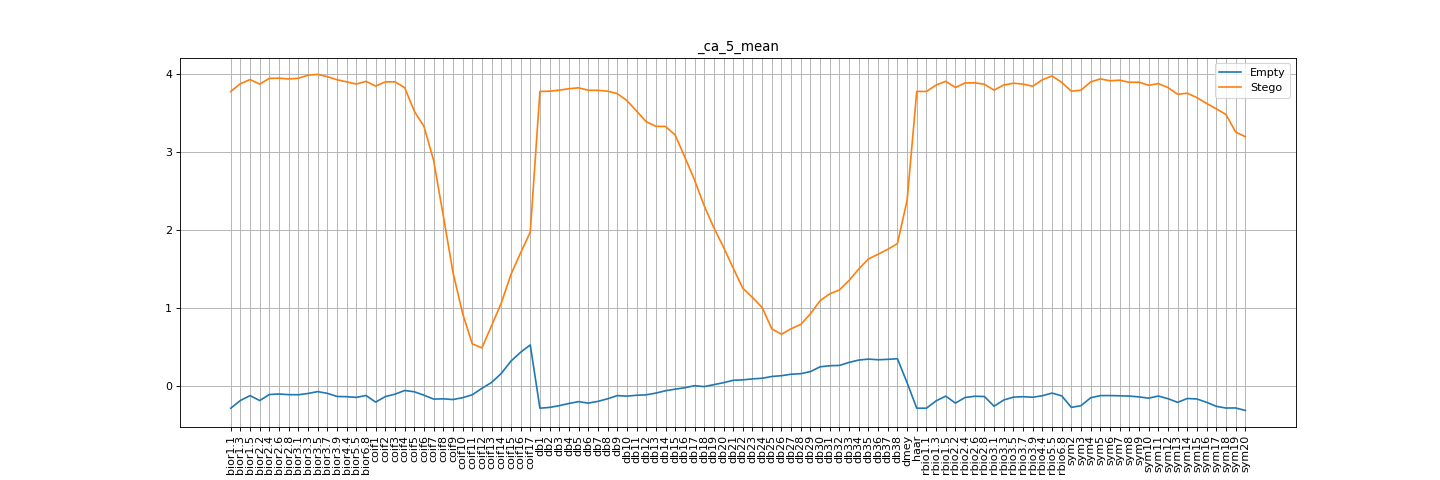 _ca_5_mean
Empty
Stego
4
3
2
1
0
bior1.1
bior1.3
bior1.5
bior2.2
bior2.4
bior2.6
bior2.8
bior3.1
bior3.3
bior3.5
bior3.7
bior3.9
bior4.4
bior5.5
bior6.8
coif1
coif2
coif3
coif4
coif5
coif6
coif7
coif8
coif9
coif10
coif11
coif12
coif13
coif14
coif15
coif16
coif17
db1
db2
db3
db4
db5
db6
db7
db8
db9
db10
db11
db12
db13
db14
db15
db16
db17
db18
db19
db20
db21
db22
db23
db24
db25
db26
db27
db28
db29
db30
db31
db32
db33
db34
db35
db36
db37
db38
dmey
haar
rbio1.1
rbio1.3
rbio1.5
rbio2.2
rbio2.4
rbio2.6
rbio2.8
rbio3.1
rbio3.3
rbio3.5
rbio3.7
rbio3.9
rbio4.4
rbio5.5
rbio6.8
sym2
sym3
sym4
sym5
sym6
sym7
sym8
sym9
sym10
sym11
sym12
sym13
sym14
sym15
sym16
sym17
sym18
sym19
sym20